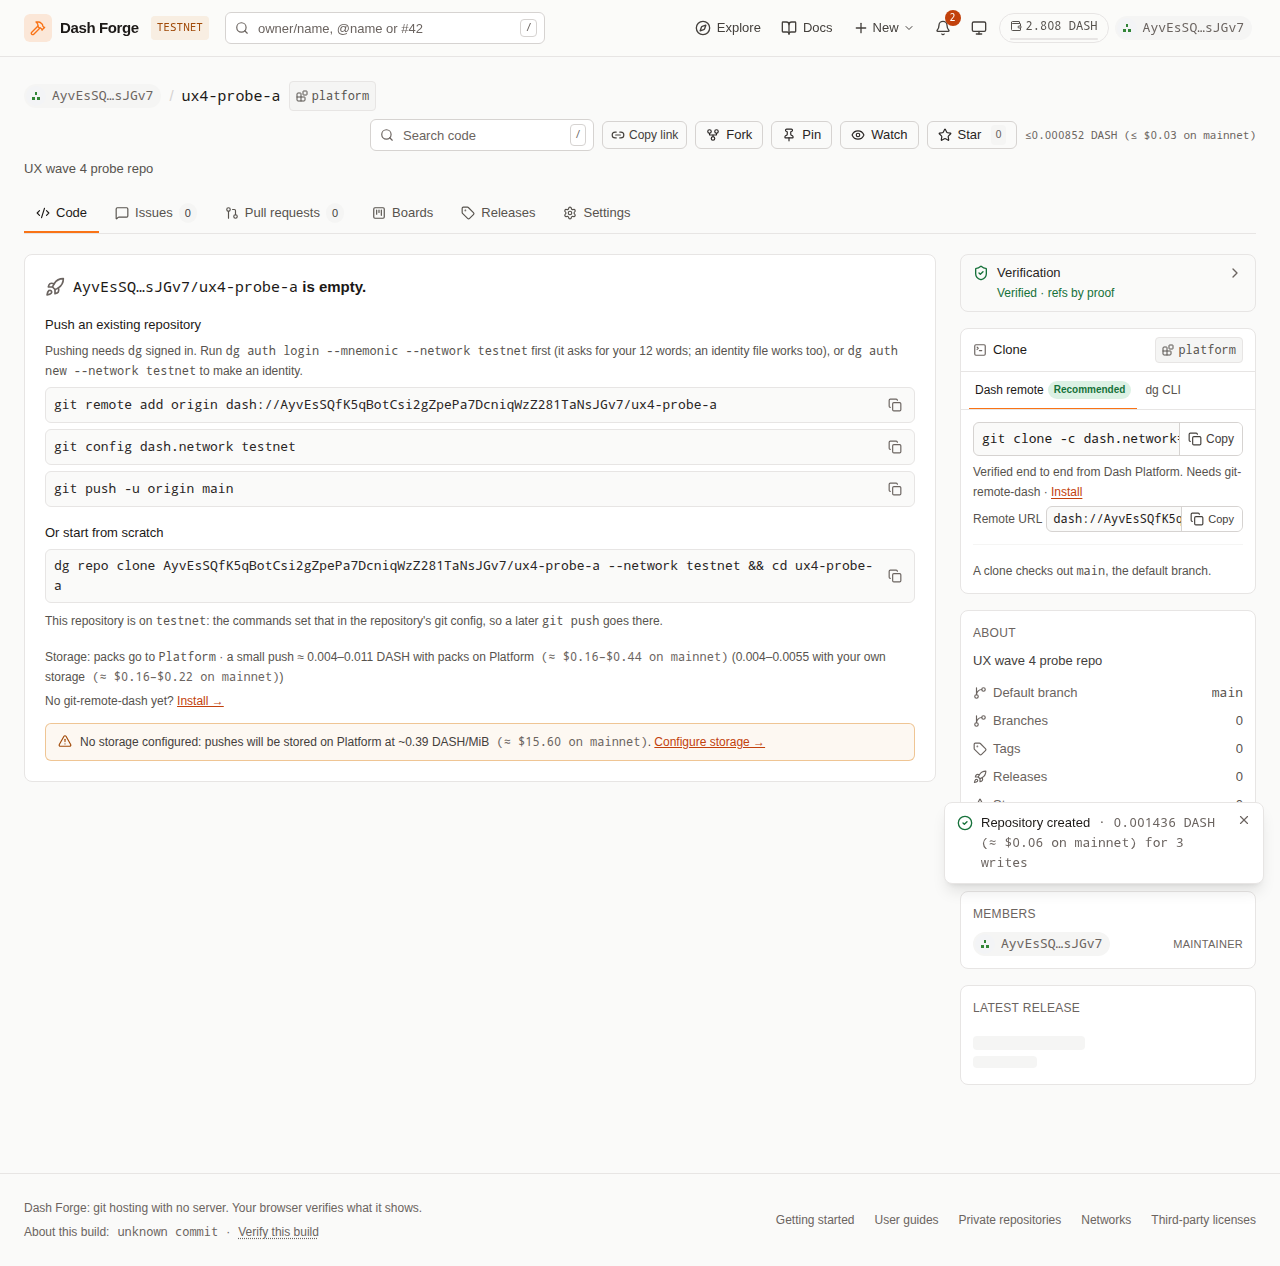 Dash Forge TESTNET owner/name, @name or #42 / Explore Docs New 2 2.808 DASH AyvEsSQ…sJGv7
AyvEsSQ…sJGv7 / ux4-probe-a platform
Search code / Copy link Fork Pin Watch Star 0 ≤0.000852 DASH (≤ $0.03 on mainnet)
UX wave 4 probe repo
Code Issues 0 Pull requests 0 Boards Releases Settings
AyvEsSQ…sJGv7/ux4-probe-a is empty.
Push an existing repository
Pushing needs dg signed in. Run dg auth login --mnemonic --network testnet first (it asks for your 12 words; an identity file works too), or dg auth
new --network testnet to make an identity.
git remote add origin dash://AyvEsSQfK5qBotCsi2gZpePa7DcniqWzZ281TaNsJGv7/ux4-probe-a
git config dash.network testnet
git push -u origin main
Or start from scratch
dg repo clone AyvEsSQfK5qBotCsi2gZpePa7DcniqWzZ281TaNsJGv7/ux4-probe-a --network testnet && cd ux4-probe-
a
This repository is on testnet: the commands set that in the repository's git config, so a later git push goes there.
Storage: packs go to Platform · a small push ≈ 0.004–0.011 DASH with packs on Platform (≈ $0.16–$0.44 on mainnet) (0.004–0.0055 with your own
storage (≈ $0.16–$0.22 on mainnet))
No git-remote-dash yet? Install →
No storage configured: pushes will be stored on Platform at ~0.39 DASH/MiB (≈ $15.60 on mainnet). Configure storage →
Verification
Verified · refs by proof
Clone platform
Dash remote Recommended dg CLI
git clone -c dash.network Copy
Verified end to end from Dash Platform. Needs git-
remote-dash · Install
Remote URL dash://AyvEsSQfK5 Copy
A clone checks out main, the default branch.
ABOUT
UX wave 4 probe repo
Default branch main
Branches 0
Tags 0
Releases 0
Repository created · 0.001436 DASH
(≈ $0.06 on mainnet) for 3
writes
MEMBERS
AyvEsSQ…sJGv7 MAINTAINER
LATEST RELEASE
Dash Forge: git hosting with no server. Your browser verifies what it shows.
About this build: unknown commit · Verify this build
Getting started User guides Private repositories Networks Third-party licenses